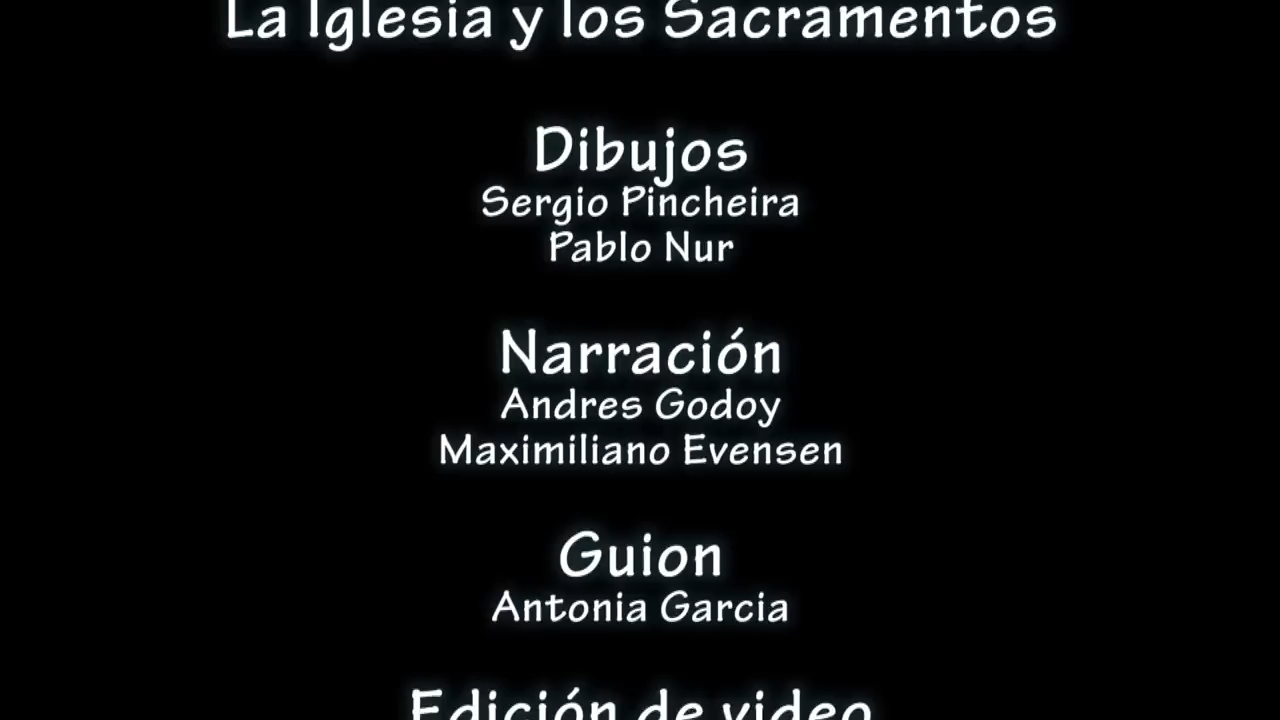 La Iglesia y los Sacramentos
Dibujos
Sergio Pincheira
Pablo Nur
Narración
Andres Godoy
Maximiliano Evensen
Guion
Antonia Garcia
Edición de video